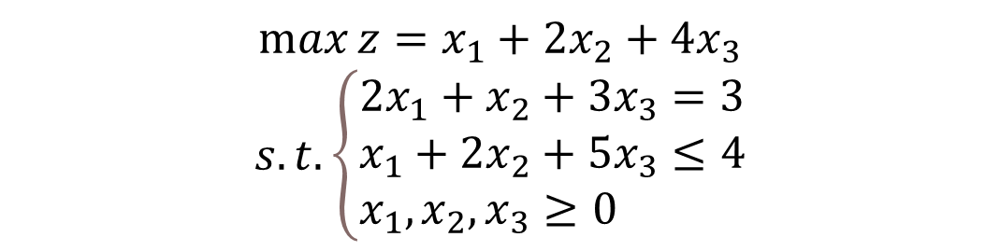 max z = x₁ + 2x₂ + 4x₃
2x₁ + x₂ + 3x₃ = 3
s.t. { x₁ + 2x₂ + 5x₃ ≤ 4
x₁, x₂, x₃ ≥ 0